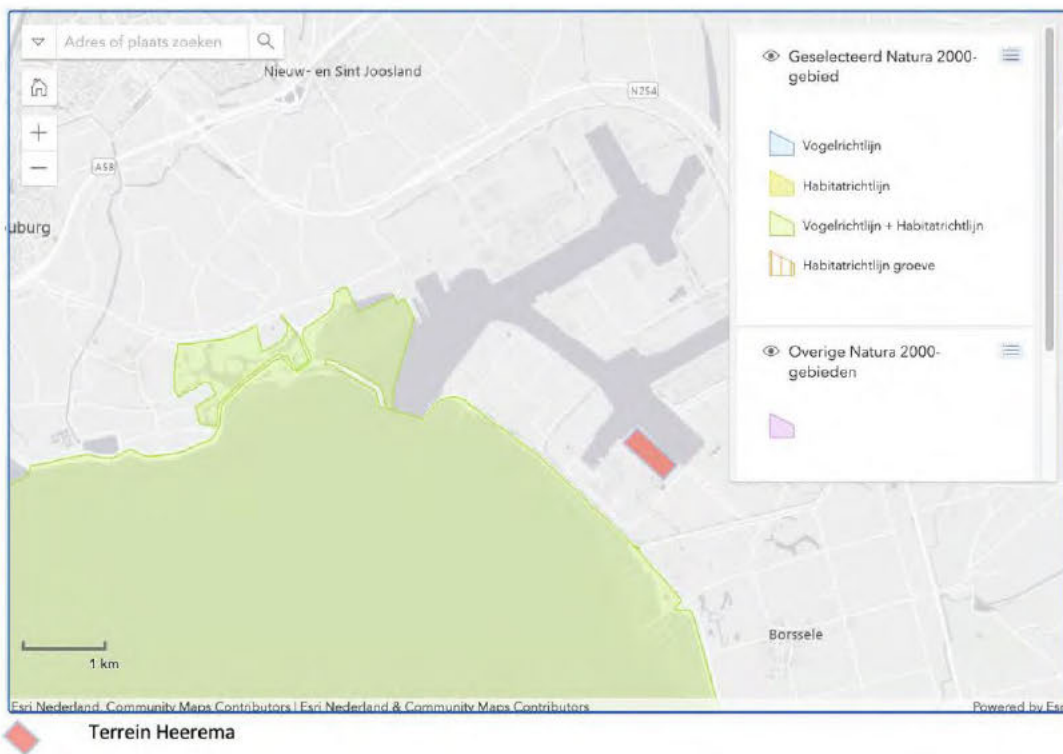 Adres of plaats zoeken
Nieuw- en Sint Joosland
N254
A58
uburg
Geselecteerd Natura 2000-
gebied
Vogelrichtlijn
Habitatrichtlijn
Vogelrichtlijn + Habitatrichtlijn
Habitatrichtlijn groeve
Overige Natura 2000-
gebieden
Borssele
1 km
Esri Nederland, Community Maps Contributors | Esri Nederland & Community Maps Contributors
Powered by Esr
Terrein Heerema